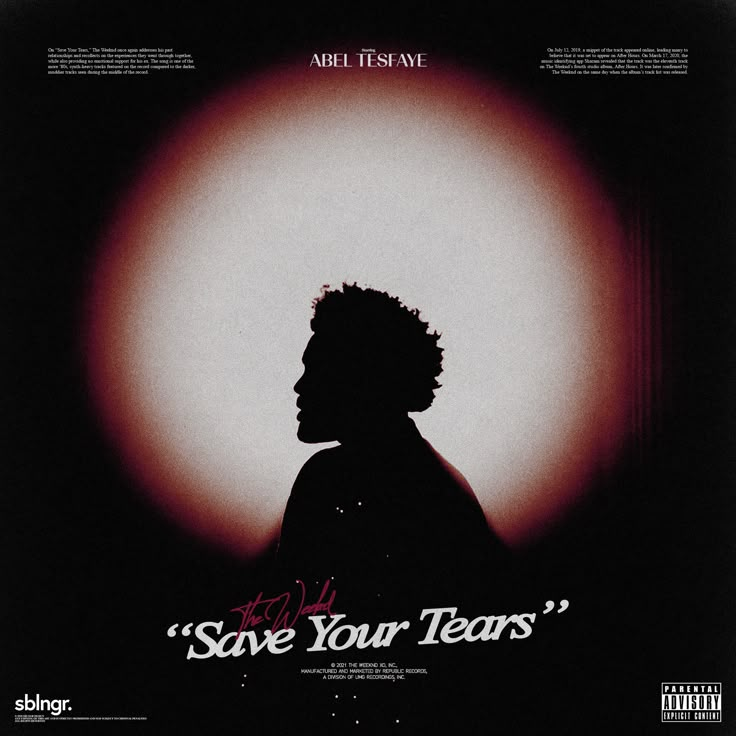 On "Save Your Tears," The Weeknd once again addresses his past
relationships and recollects on the experiences they went through together,
while also providing no emotional support for his ex. The song is one of the
more '80s, synth-heavy tracks featured on the record compared to the darker,
moodier tracks seen during the middle of the record.
Starring
ABEL TESFAYE
On July 12, 2019, a snippet of the track appeared online, leading many to
believe that it was set to appear on After Hours. On March 17, 2020, the
music identifying app Shazam revealed that the track was the eleventh track
on The Weeknd's fourth studio album, After Hours. It was later confirmed by
The Weeknd on the same day when the album's track list was released.
The Weeknd
“Save Your Tears”
© 2021 THE WEEKND XO, INC.,
MANUFACTURED AND MARKETED BY REPUBLIC RECORDS,
A DIVISION OF UMG RECORDINGS, INC.
sblngr.
PARENTAL
ADVISORY
EXPLICIT CONTENT